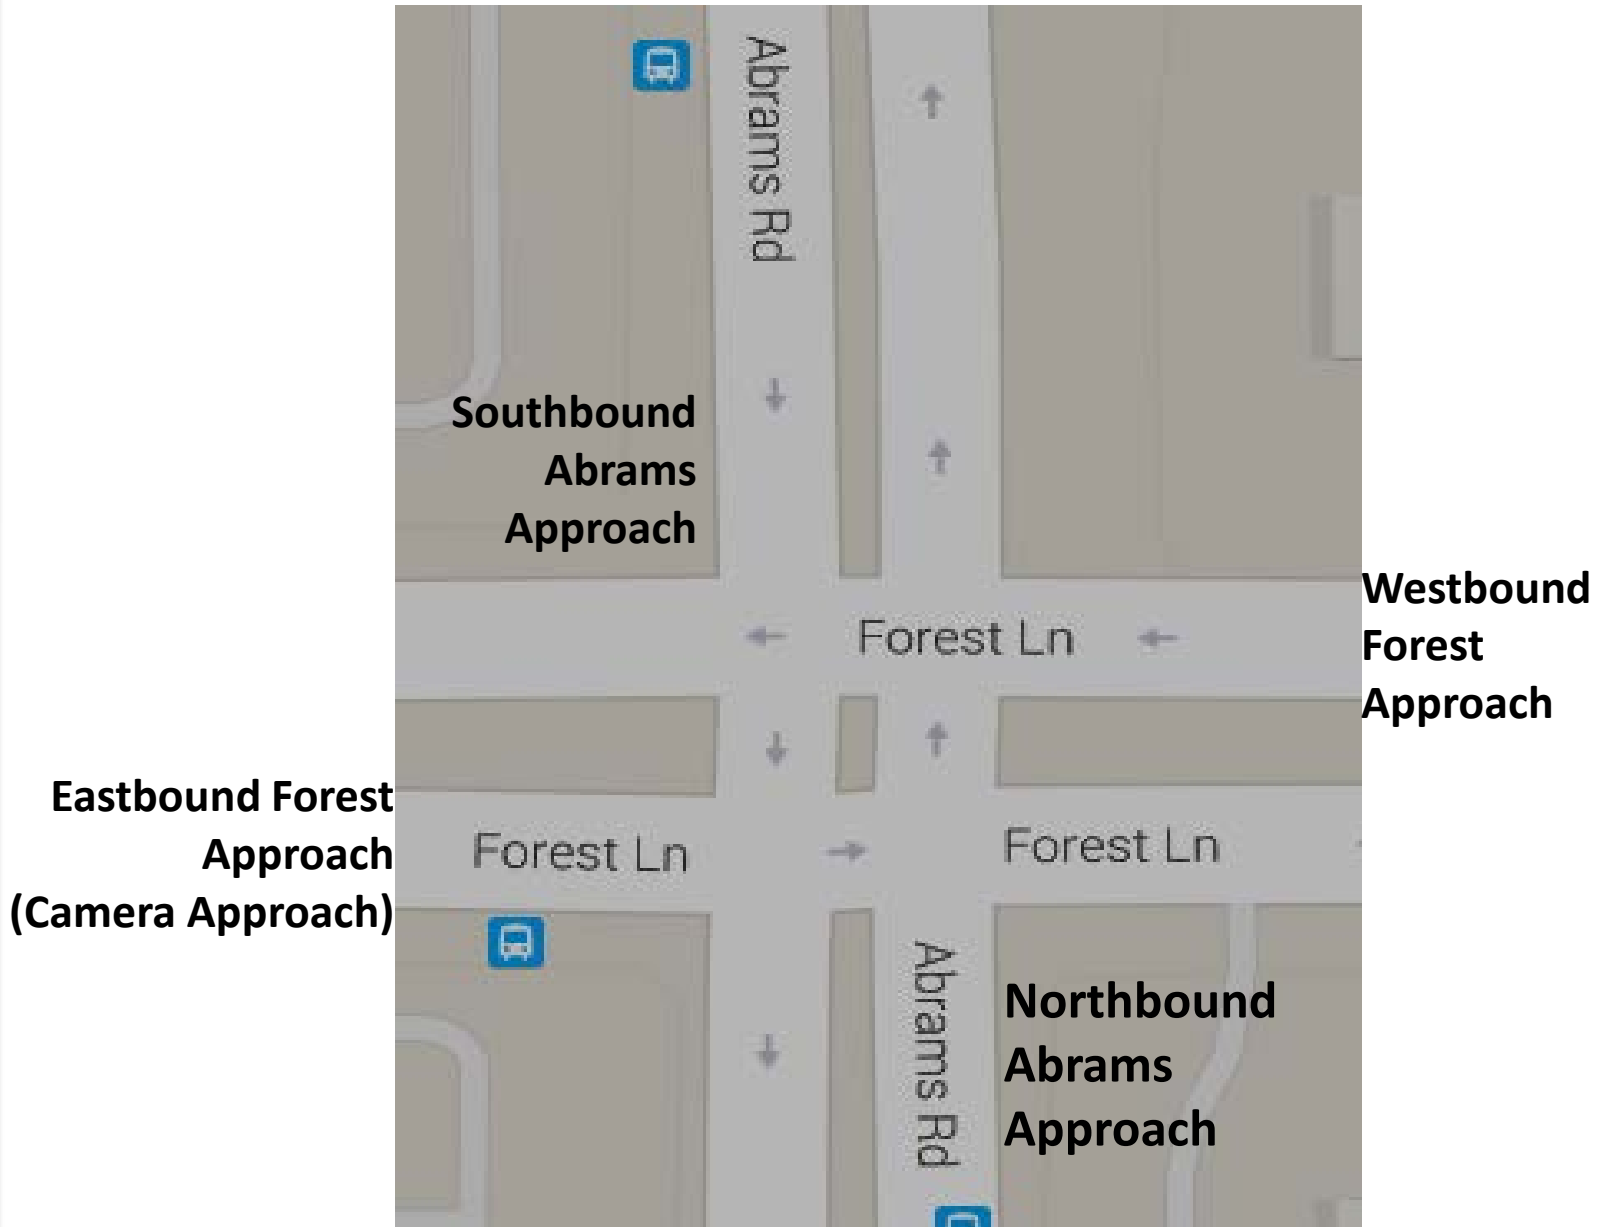 Abrams Rd
Southbound
Abrams
Approach
Westbound
Forest
Approach
Forest Ln
Eastbound Forest
Approach
(Camera Approach)
Forest Ln
Forest Ln
Abrams Rd
Northbound
Abrams
Approach